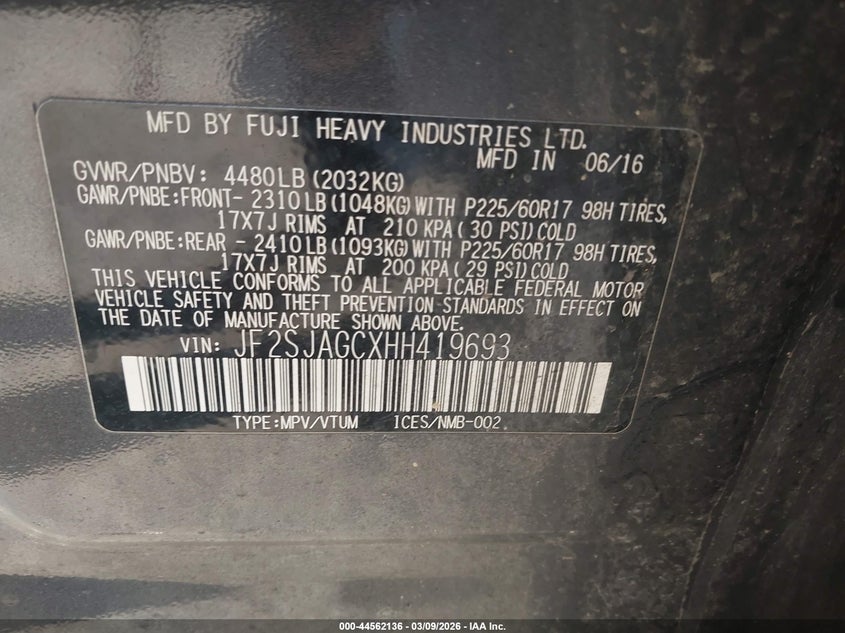 MFD BY FUJI HEAVY INDUSTRIES LTD.
MFD IN 06/16
GVWR/PNBV: 4480LB (2032KG)
GAWR/PNBE:FRONT- 2310 LB (1048KG) WITH P225/60R17 98H TIRES,
17X7J RIMS AT 210 KPA ( 30 PSI) COLD
GAWR/PNBE:REAR - 2410 LB (1093KG) WITH P225/60R17 98H TIRES,
17X7J RIMS AT 200 KPA ( 29 PSI) COLD
THIS VEHICLE CONFORMS TO ALL APPLICABLE FEDERAL MOTOR
VEHICLE SAFETY AND THEFT PREVENTION STANDARDS IN EFFECT ON
THE DATE OF MANUFACTURE SHOWN ABOVE.
VIN: JF2SJAGCXHH419693
TYPE:MPV/VTUM ICES/NMB-002
000-44562136 - 03/09/2026 - IAA Inc.